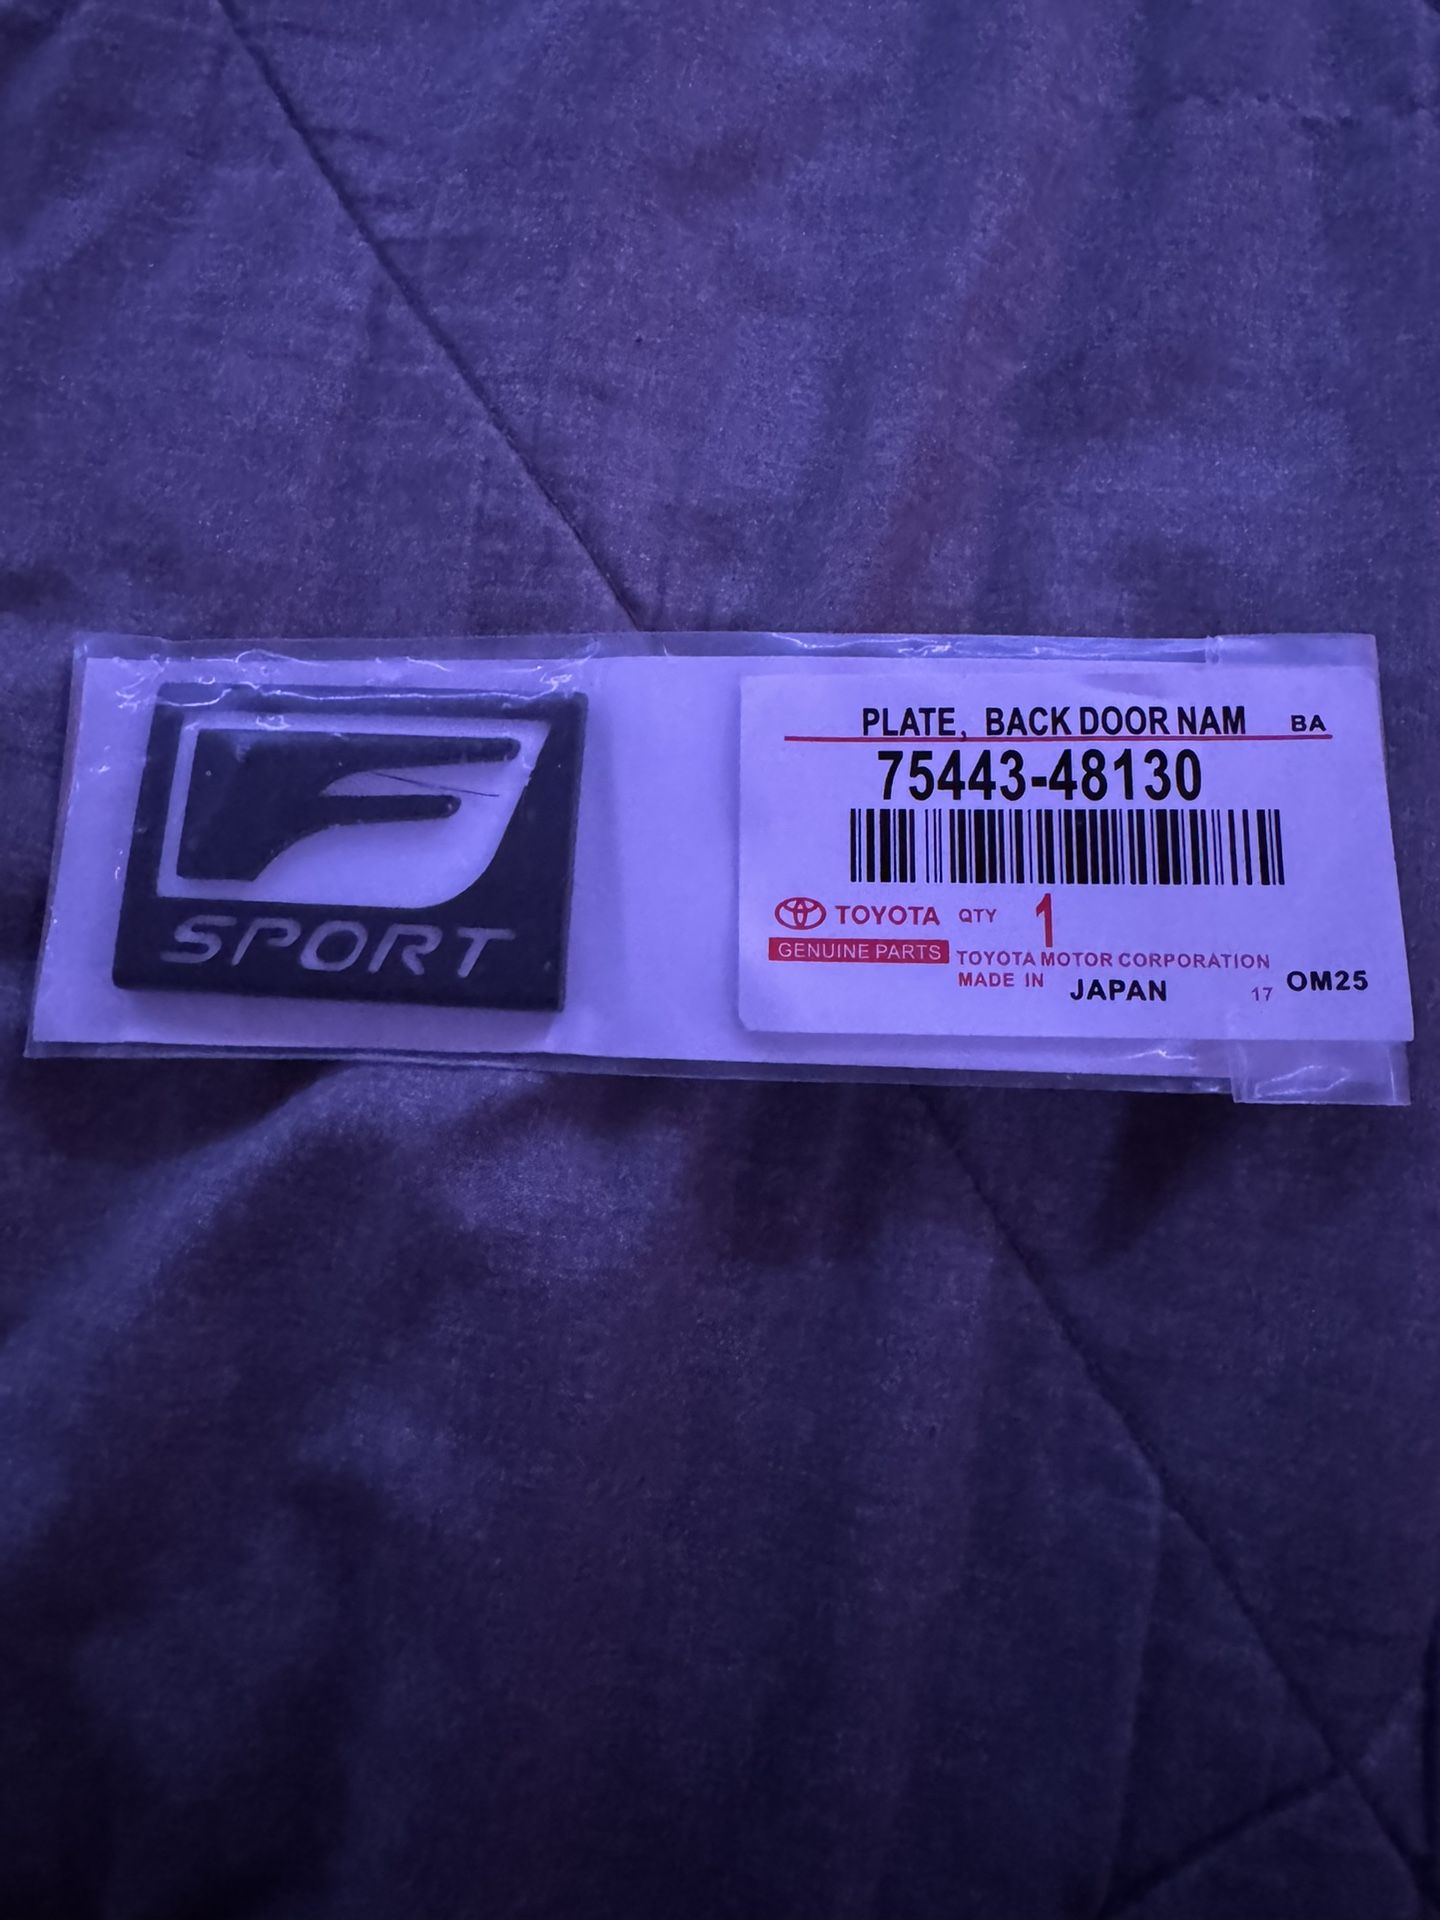 F
SPORT
PLATE, BACK DOOR NAM BA
75443-48130
TOYOTA QTY 1
GENUINE PARTS TOYOTA MOTOR CORPORATION
MADE IN JAPAN 17 OM25